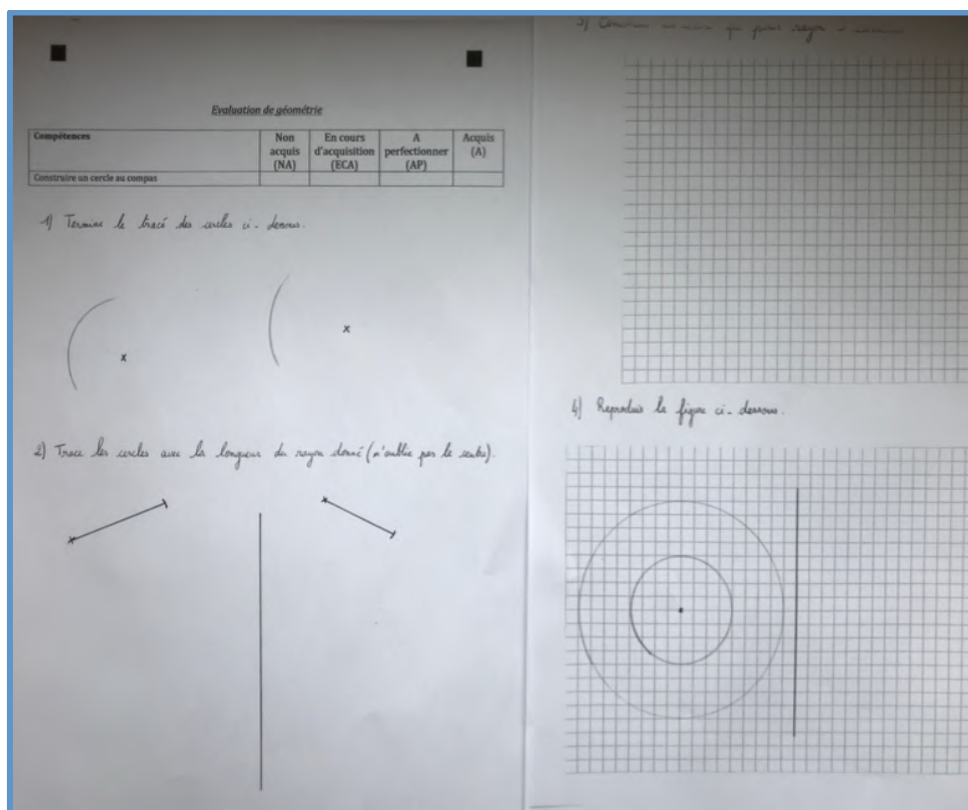 Evaluation de géométrie
Compétences
Non acquis (NA)
En cours d'acquisition (ECA)
A perfectionner (AP)
Acquis (A)
Construire un cercle au compas
1) Termine le tracé des cercles ci-dessous.
2) Trace les cercles avec la longueur du rayon donné (n'oublie pas le centre).
3)
4) Reproduis la figure ci-dessous.